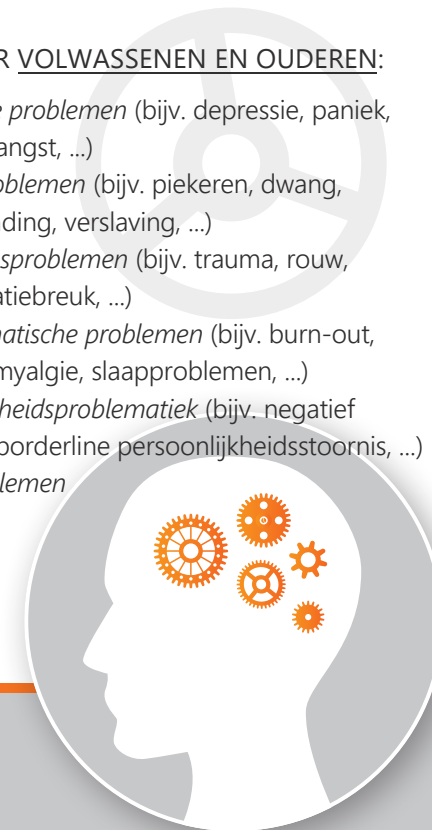 R VOLWASSENEN EN OUDEREN:
e problemen (bijv. depressie, paniek,
angst, ...)
oblemen (bijv. piekeren, dwang,
ding, verslaving, ...)
sproblemen (bijv. trauma, rouw,
atiebreuk, ...)
natische problemen (bijv. burn-out,
myalgie, slaapproblemen, ...)
heidsproblematiek (bijv. negatief
borderline persoonlijkheidsstoornis, ...)
lemen